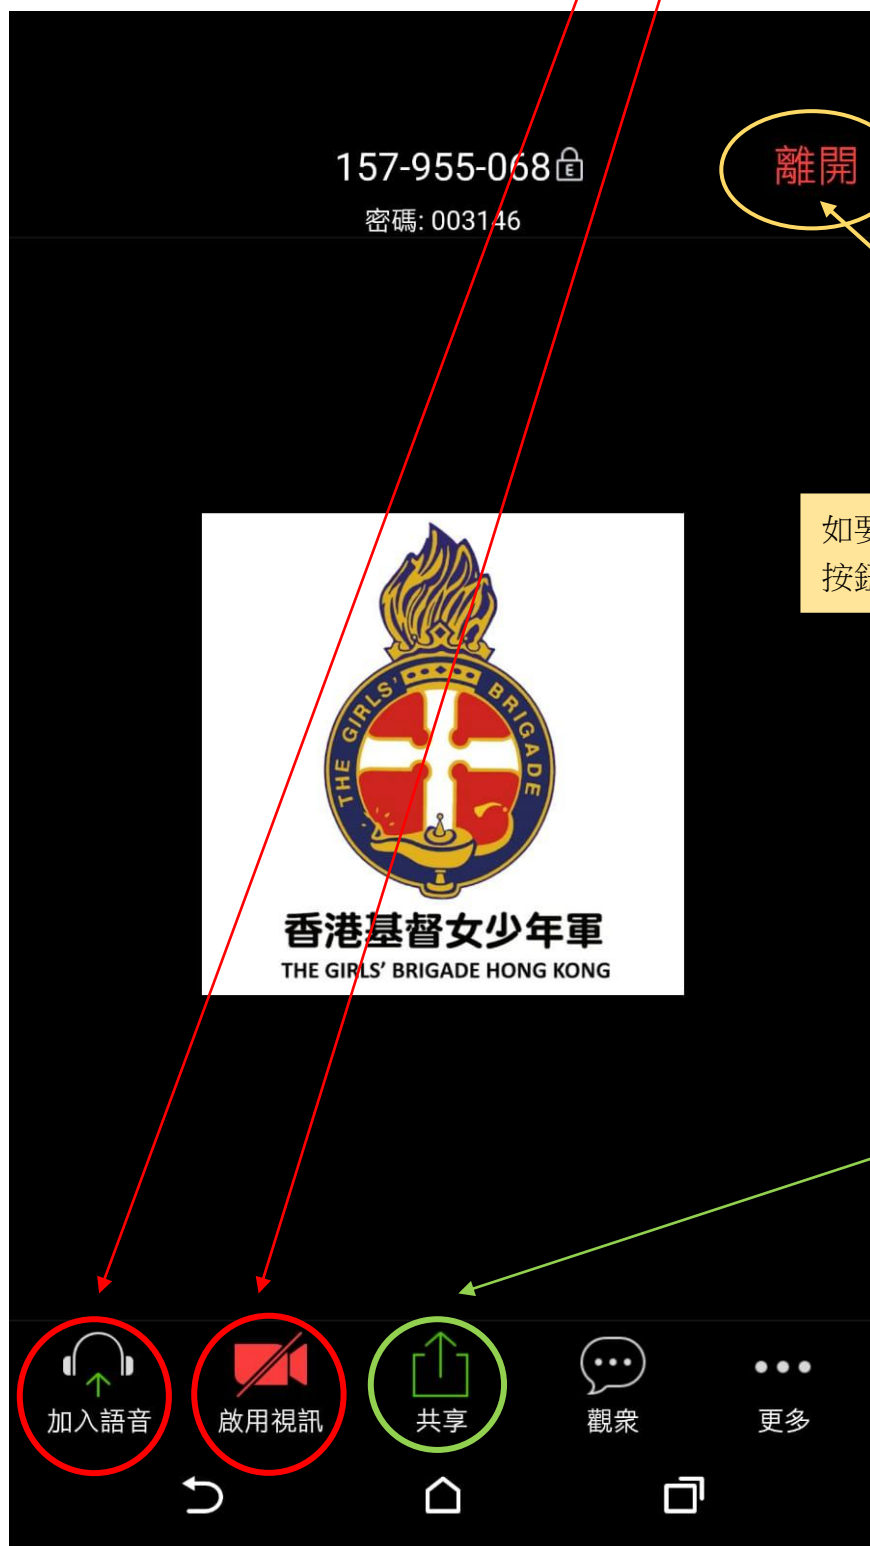 157-955-068
離開
密碼: 003146
如要
按鈕
THE GIRLS' BRIGADE
香港基督女少年軍
THE GIRLS' BRIGADE HONG KONG
加入語音
啟用視訊
共享
觀衆
更多